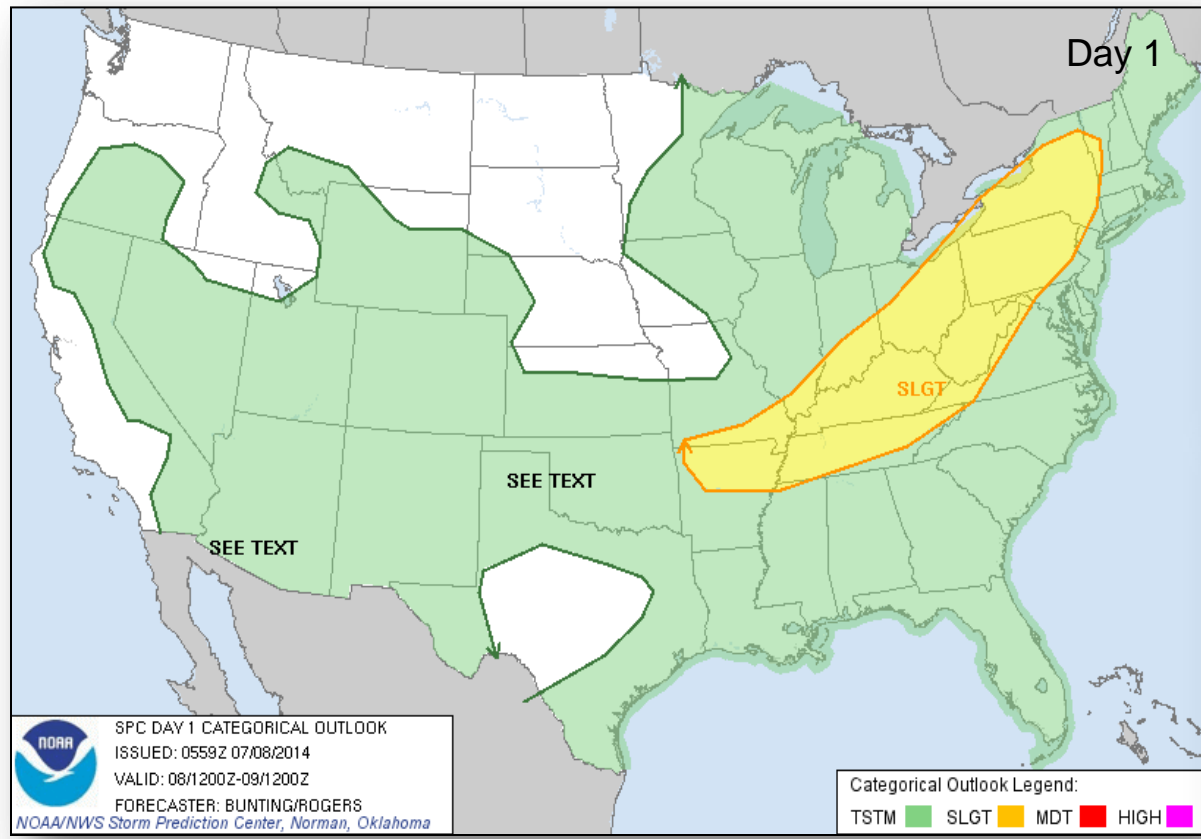 Day 1
SLGT
SEE TEXT
SEE TEXT
NOAA
SPC DAY 1 CATEGORICAL OUTLOOK
ISSUED: 0559Z 07/08/2014
VALID: 08/1200Z-09/1200Z
FORECASTER: BUNTING/ROGERS
NOAA/NWS Storm Prediction Center, Norman, Oklahoma
Categorical Outlook Legend:
TSTM SLGT MDT HIGH